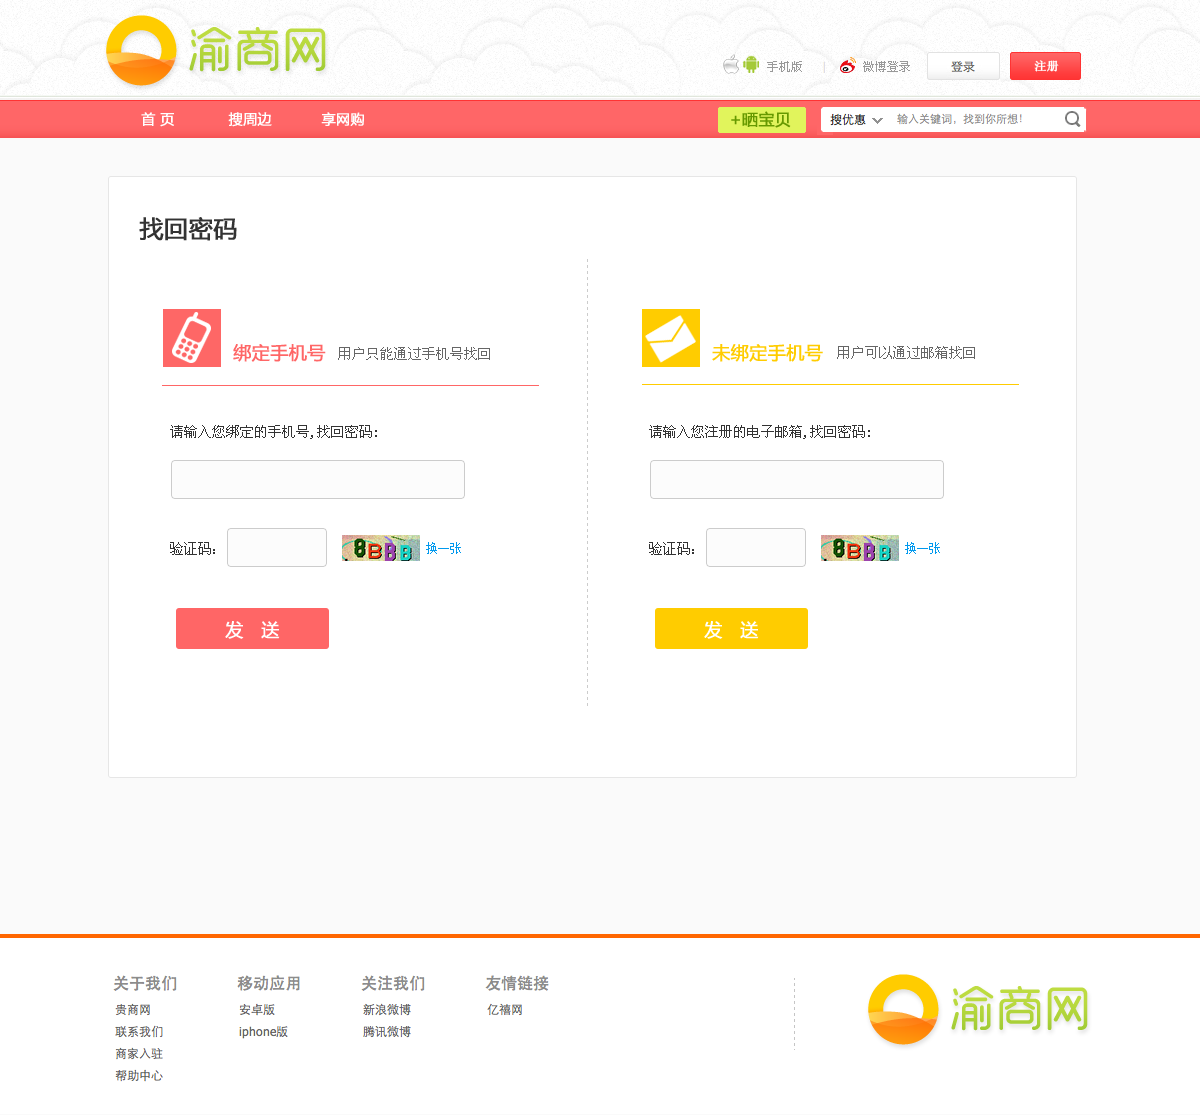 渝商网
手机版 | 微博登录 登录 注册
首 页 搜周边 享网购 +晒宝贝 搜优惠 输入关键词，找到你所想！
找回密码
绑定手机号 用户只能通过手机号找回
请输入您绑定的手机号,找回密码:
验证码: 8BBB 换一张
发 送
未绑定手机号 用户可以通过邮箱找回
请输入您注册的电子邮箱,找回密码:
验证码: 8BBB 换一张
发 送
关于我们
贵商网
联系我们
商家入驻
帮助中心
移动应用
安卓版
iphone版
关注我们
新浪微博
腾讯微博
友情链接
亿禧网
渝商网